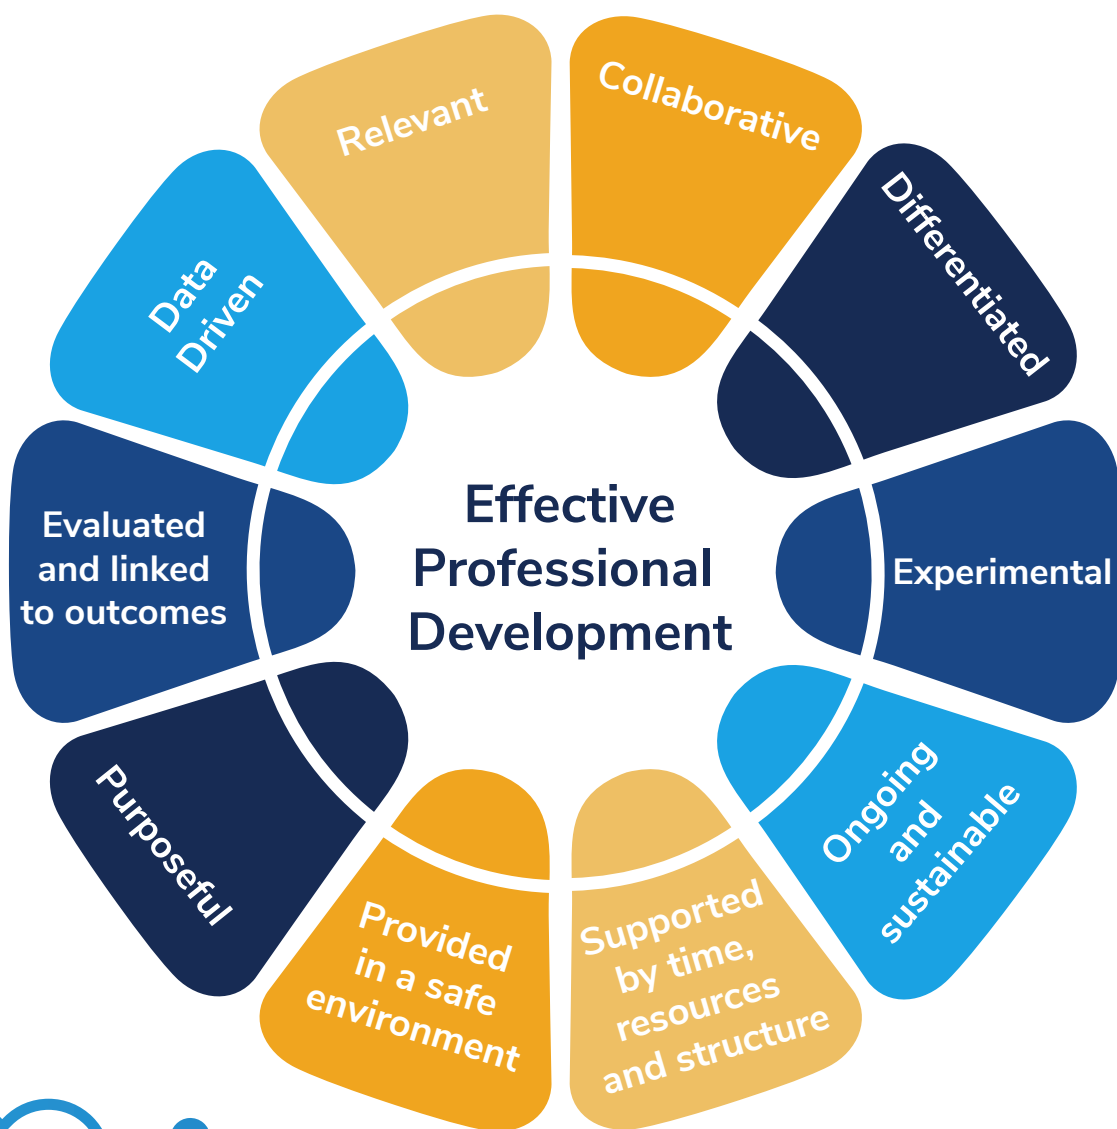 Relevant
Collaborative
Differentiated
Experimental
Ongoing
and
sustainable
Supported
by time,
resources
and structure
Provided
in a safe
environment
Purposeful
Evaluated
and linked
to outcomes
Data
Driven
Effective
Professional
Development